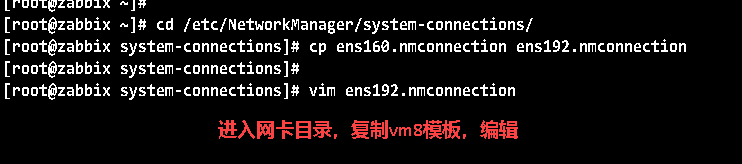 [root@zabbix ~]#
[root@zabbix ~]# cd /etc/NetworkManager/system-connections/
[root@zabbix system-connections]# cp ens160.nmconnection ens192.nmconnection
[root@zabbix system-connections]#
[root@zabbix system-connections]# vim ens192.nmconnection
进入网卡目录，复制vm8模板，编辑